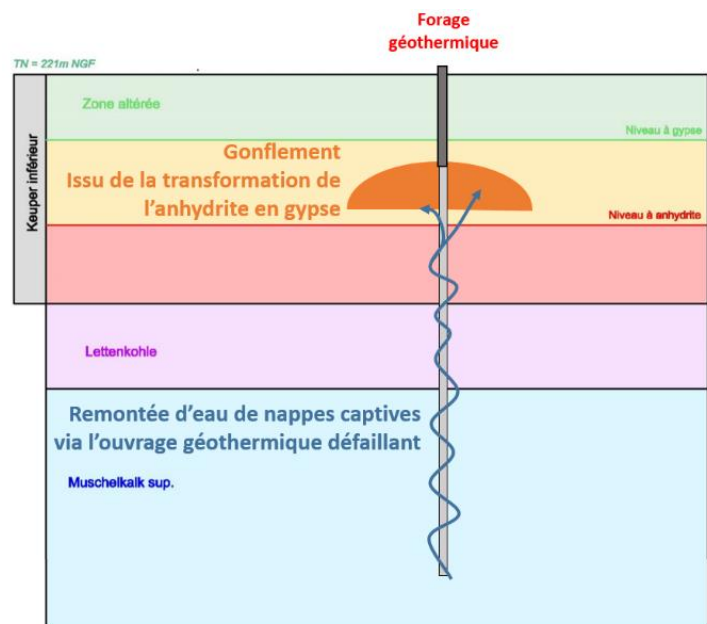 Forage
géothermique
TN = 221m NGF
Zone altérée
Niveau à gypse
Gonflement
Issu de la transformation de
l'anhydrite en gypse
Keuper inférieur
Niveau à anhydrite
Lettenkohle
Remontée d'eau de nappes captives
via l'ouvrage géothermique défaillant
Muschelkalk sup.